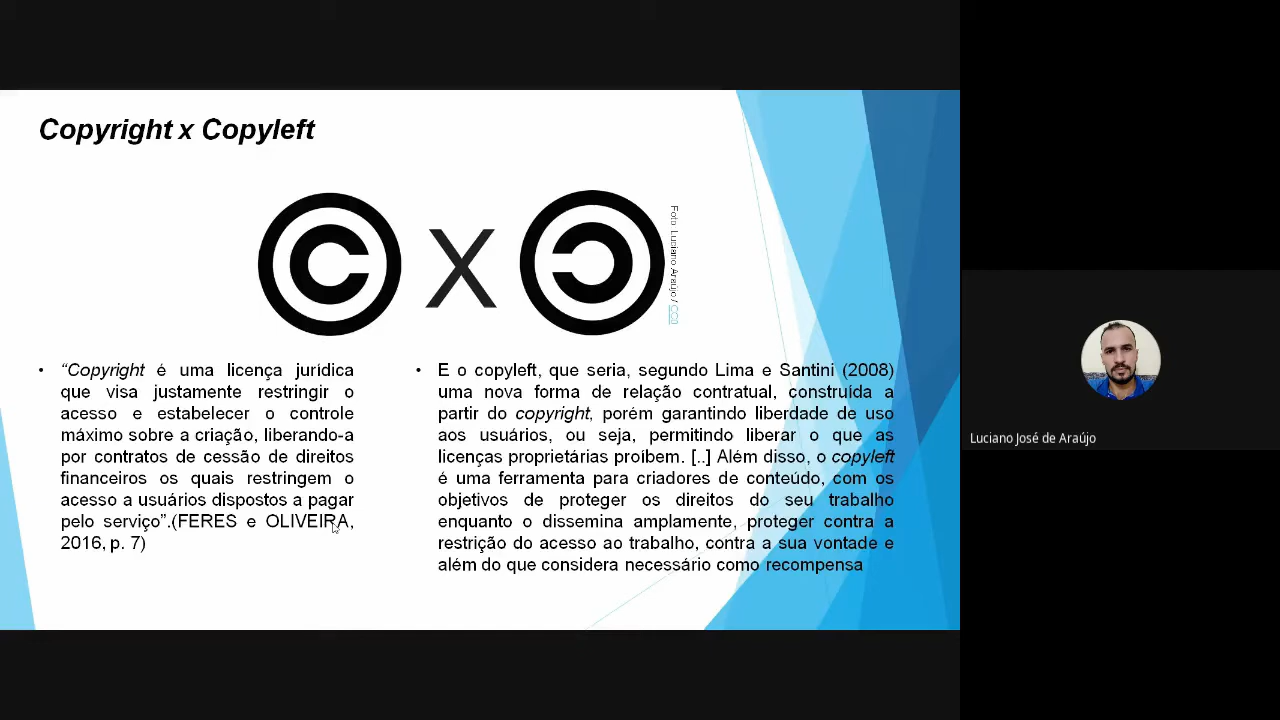 Copyright x Copyleft
X
Foto: Luciano Araújo / CC0
• “Copyright é uma licença jurídica
que visa justamente restringir o
acesso e estabelecer o controle
máximo sobre a criação, liberando-a
por contratos de cessão de direitos
financeiros os quais restringem o
acesso a usuários dispostos a pagar
pelo serviço”.(FERES e OLIVEIRA,
2016, p. 7)
• E o copyleft, que seria, segundo Lima e Santini (2008)
uma nova forma de relação contratual, construída a
partir do copyright, porém garantindo liberdade de uso
aos usuários, ou seja, permitindo liberar o que as
licenças proprietárias proíbem. [..] Além disso, o copyleft
é uma ferramenta para criadores de conteúdo, com os
objetivos de proteger os direitos do seu trabalho
enquanto o dissemina amplamente, proteger contra a
restrição do acesso ao trabalho, contra a sua vontade e
além do que considera necessário como recompensa
Luciano José de Araújo